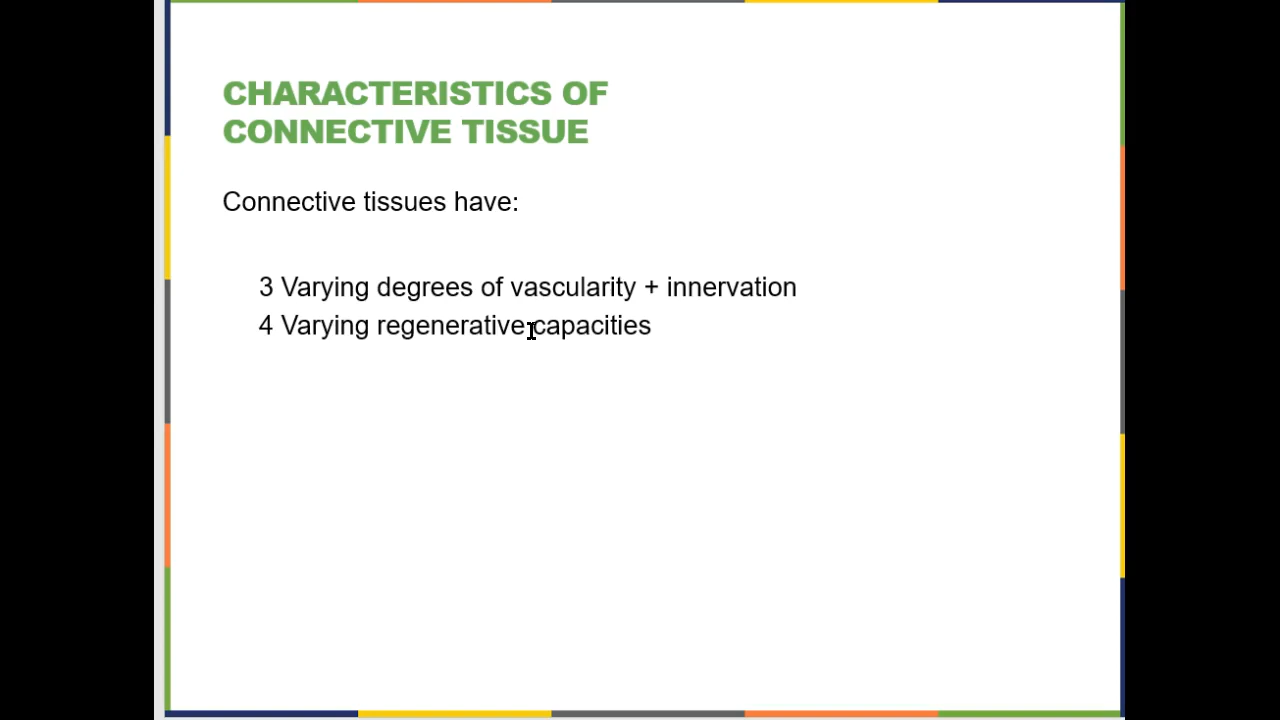 CHARACTERISTICS OF
CONNECTIVE TISSUE
Connective tissues have:
3 Varying degrees of vascularity + innervation
4 Varying regenerative capacities